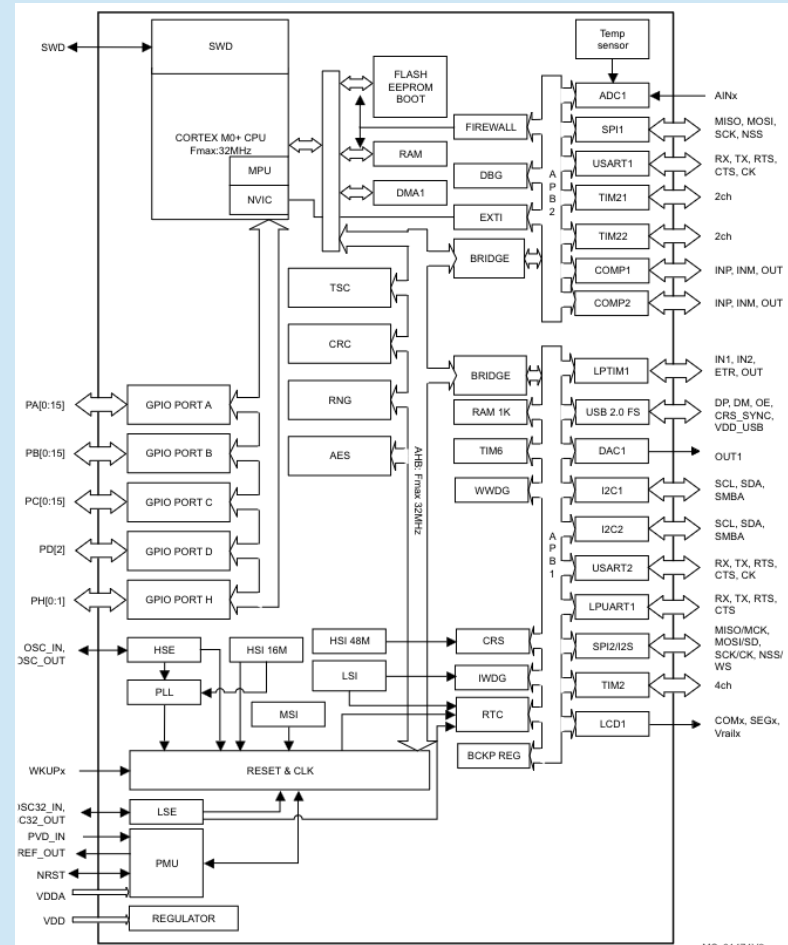 SWD
SWD
CORTEX M0+ CPU
Fmax:32MHz
MPU
NVIC
FLASH
EEPROM
BOOT
RAM
DMA1
FIREWALL
DBG
EXTI
BRIDGE
APB2
Temp
sensor
ADC1
AINx
SPI1
MISO, MOSI,
SCK, NSS
USART1
RX, TX, RTS,
CTS, CK
TIM21
2ch
TIM22
2ch
COMP1
INP, INM, OUT
COMP2
INP, INM, OUT
TSC
CRC
RNG
AES
AHB: Fmax 32MHz
PA[0:15]
GPIO PORT A
PB[0:15]
GPIO PORT B
PC[0:15]
GPIO PORT C
PD[2]
GPIO PORT D
PH[0:1]
GPIO PORT H
BRIDGE
RAM 1K
TIM6
WWDG
APB1
LPTIM1
IN1, IN2,
ETR, OUT
USB 2.0 FS
DP, DM, OE,
CRS_SYNC,
VDD_USB
DAC1
OUT1
I2C1
SCL, SDA,
SMBA
I2C2
SCL, SDA,
SMBA
USART2
RX, TX, RTS,
CTS, CK
LPUART1
RX, TX, RTS,
CTS
SPI2/I2S
MISO/MCK,
MOSI/SD,
SCK/CK, NSS/
WS
TIM2
4ch
LCD1
COMx, SEGx,
Vrailx
OSC_IN,
OSC_OUT
HSE
HSI 16M
PLL
MSI
HSI 48M
LSI
CRS
IWDG
RTC
BCKP REG
WKUPx
RESET & CLK
OSC32_IN,
SC32_OUT
LSE
PVD_IN
REF_OUT
NRST
VDDA
PMU
VDD
REGULATOR